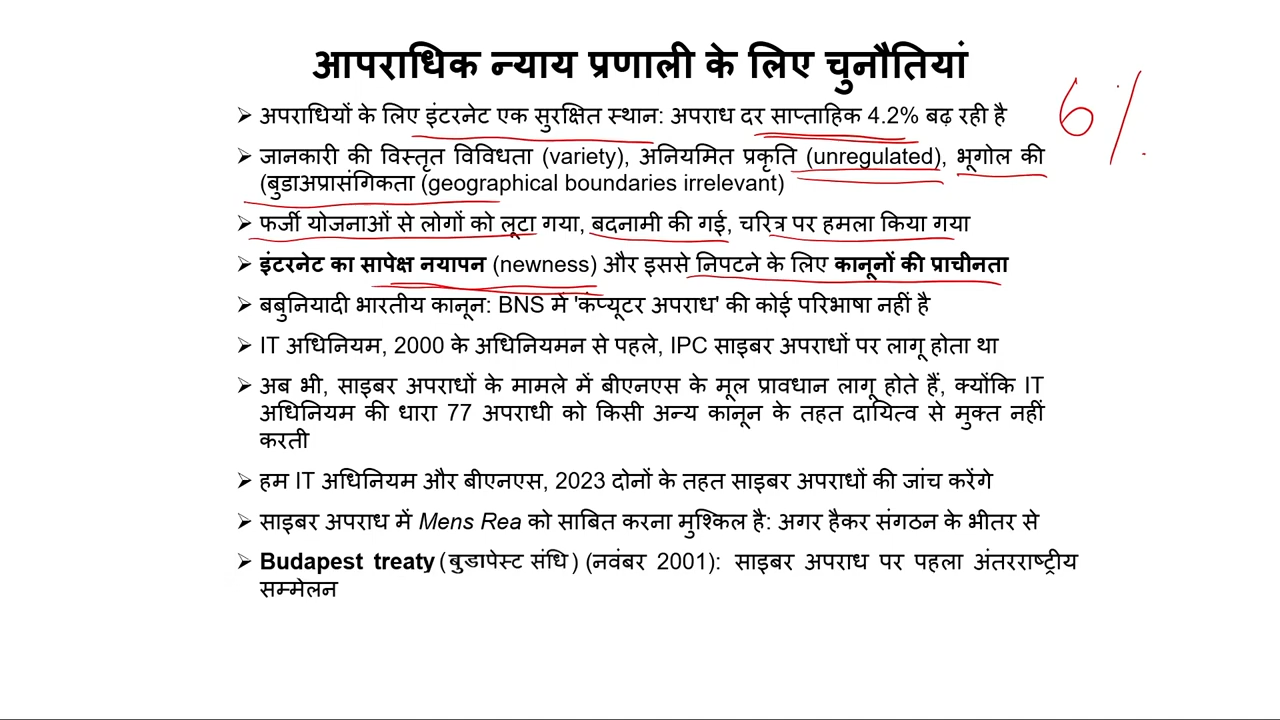 आपराधिक न्याय प्रणाली के लिए चुनौतियां
6%
➢ अपराधियों के लिए इंटरनेट एक सुरक्षित स्थान: अपराध दर साप्ताहिक 4.2% बढ़ रही है
➢ जानकारी की विस्तृत विविधता (variety), अनियमित प्रकृति (unregulated), भूगोल की
(बुडाअप्रासंगिकता (geographical boundaries irrelevant)
➢ फर्जी योजनाओं से लोगों को लूटा गया, बदनामी की गई, चरित्र पर हमला किया गया
➢ इंटरनेट का सापेक्ष नयापन (newness) और इससे निपटने के लिए कानूनों की प्राचीनता
➢ बबुनियादी भारतीय कानून: BNS में 'कंप्यूटर अपराध' की कोई परिभाषा नहीं है
➢ IT अधिनियम, 2000 के अधिनियमन से पहले, IPC साइबर अपराधों पर लागू होता था
➢ अब भी, साइबर अपराधों के मामले में बीएनएस के मूल प्रावधान लागू होते हैं, क्योंकि IT
अधिनियम की धारा 77 अपराधी को किसी अन्य कानून के तहत दायित्व से मुक्त नहीं
करती
➢ हम IT अधिनियम और बीएनएस, 2023 दोनों के तहत साइबर अपराधों की जांच करेंगे
➢ साइबर अपराध में Mens Rea को साबित करना मुश्किल है: अगर हैकर संगठन के भीतर से
➢ Budapest treaty (बुडापेस्ट संधि) (नवंबर 2001): साइबर अपराध पर पहला अंतरराष्ट्रीय
सम्मेलन